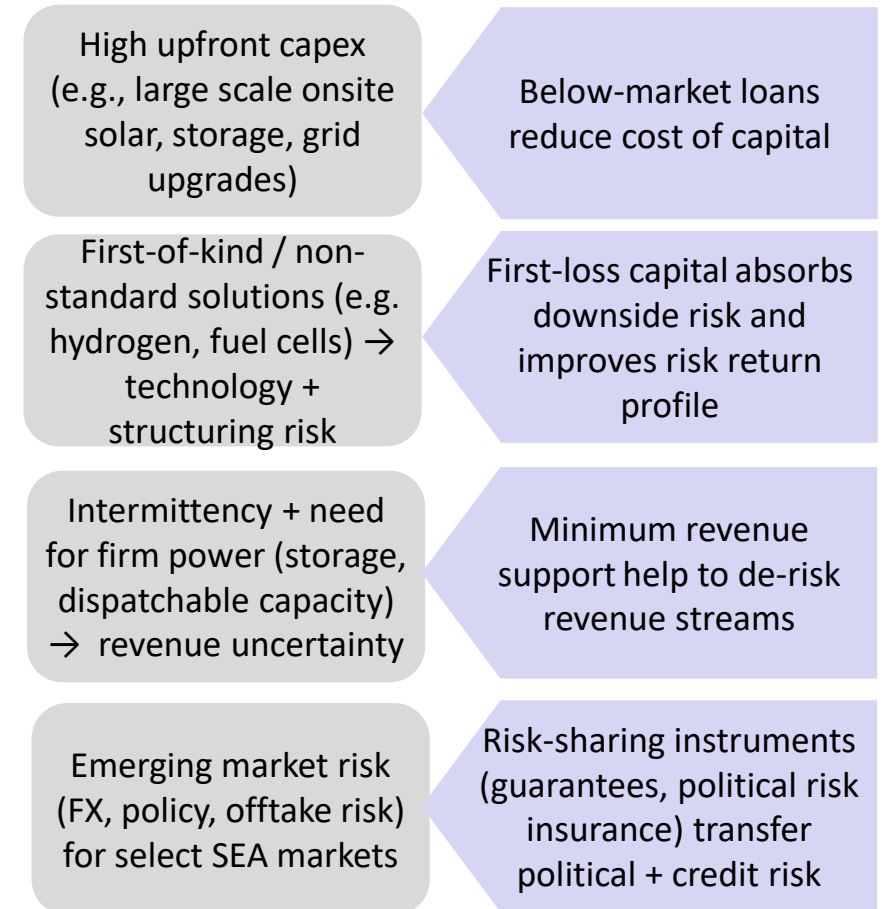 High upfront capex
(e.g., large scale onsite
solar, storage, grid
upgrades)
Below-market loans
reduce cost of capital
First-of-kind / non-
standard solutions (e.g.
hydrogen, fuel cells) →
technology +
structuring risk
First-loss capital absorbs
downside risk and
improves risk return
profile
Intermittency + need
for firm power (storage,
dispatchable capacity)
→ revenue uncertainty
Minimum revenue
support help to de-risk
revenue streams
Emerging market risk
(FX, policy, offtake risk)
for select SEA markets
Risk-sharing instruments
(guarantees, political risk
insurance) transfer
political + credit risk